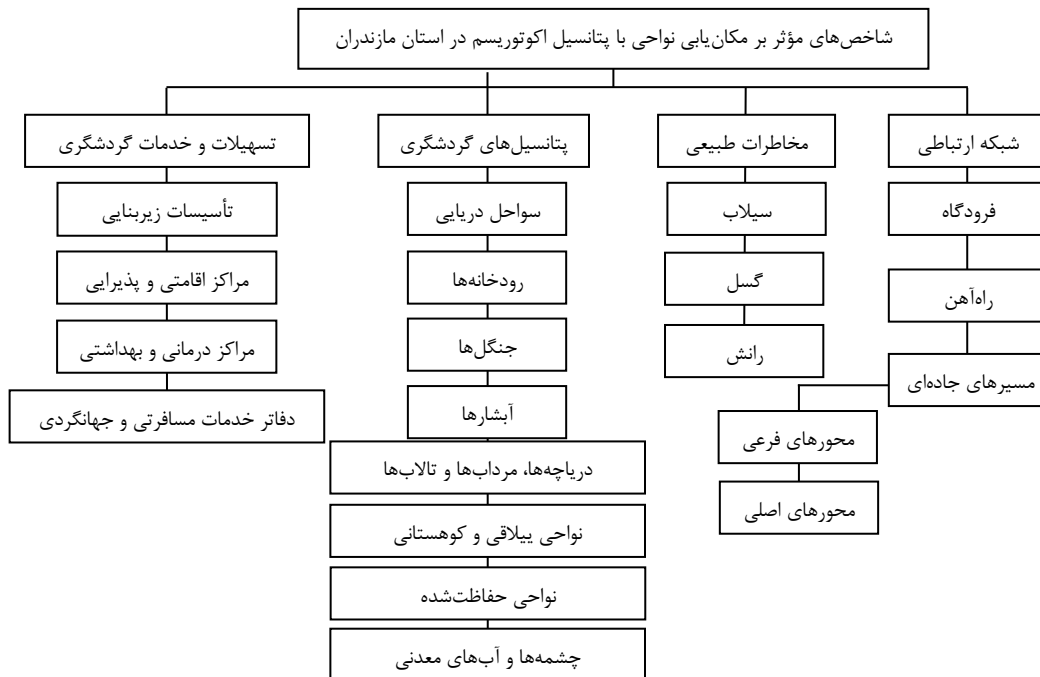 شاخص‌های مؤثر بر مکان‌یابی نواحی با پتانسیل اکوتوریسم در استان مازندران
شبکه ارتباطی
فرودگاه
راه‌آهن
مسیرهای جاده‌ای
محورهای فرعی
محورهای اصلی
مخاطرات طبیعی
سیلاب
گسل
رانش
پتانسیل‌های گردشگری
سواحل دریایی
رودخانه‌ها
جنگل‌ها
آبشارها
دریاچه‌ها، مرداب‌ها و تالاب‌ها
نواحی ییلاقی و کوهستانی
نواحی حفاظت‌شده
چشمه‌ها و آب‌های معدنی
تسهیلات و خدمات گردشگری
تأسیسات زیربنایی
مراکز اقامتی و پذیرایی
مراکز درمانی و بهداشتی
دفاتر خدمات مسافرتی و جهانگردی